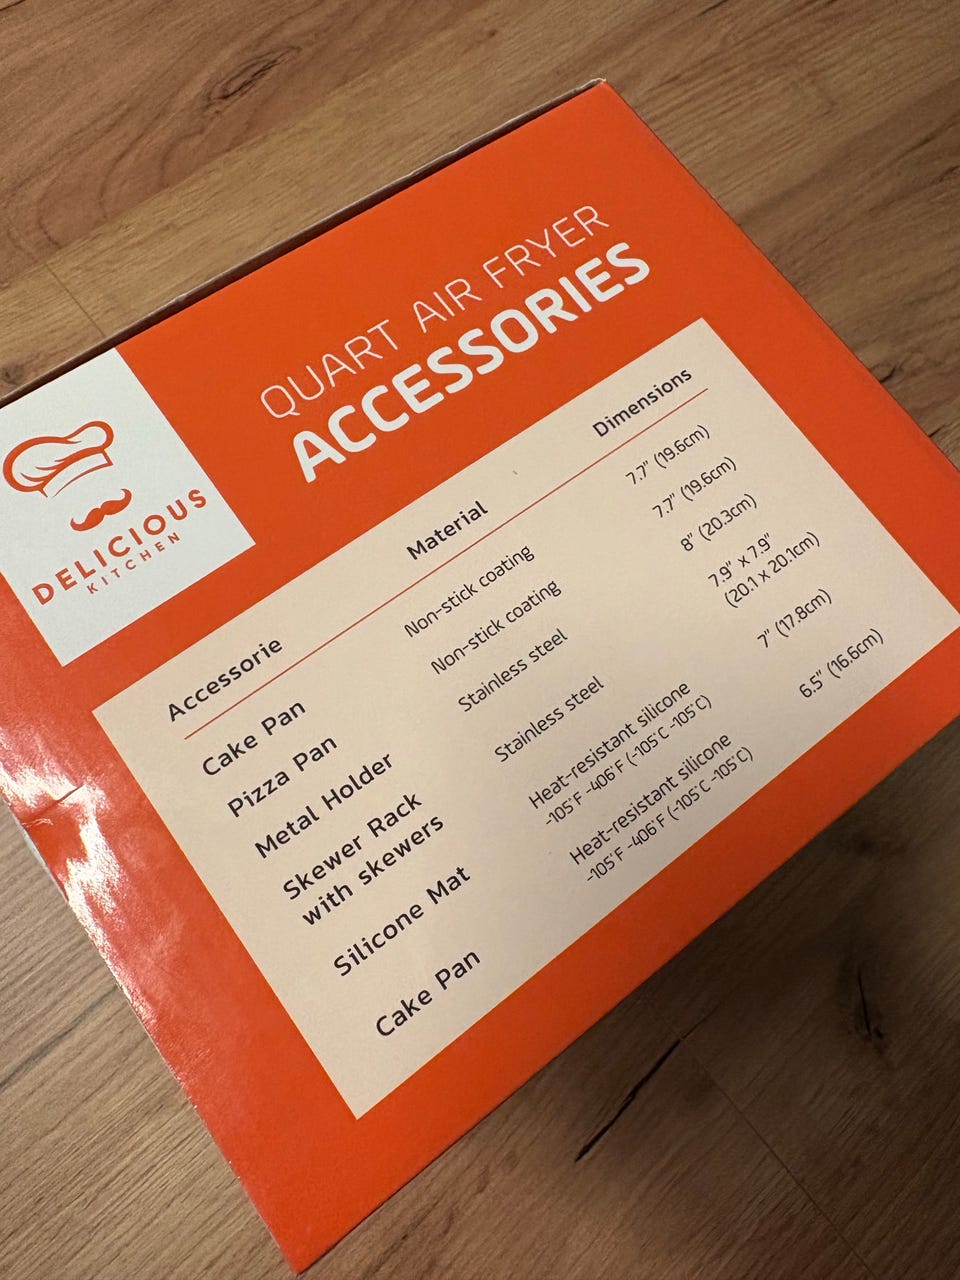 QUART AIR FRYER
ACCESSORIES
DELICIOUS
KITCHEN
Accessorie Material Dimensions
Cake Pan Non-stick coating 7.7" (19.6cm)
Pizza Pan Non-stick coating 7.7" (19.6cm)
Metal Holder Stainless steel 8" (20.3cm)
Skewer Rack Stainless steel 7.9" x 7.9"
with skewers (20.1 x 20.1cm)
Silicone Mat Heat-resistant silicone 7" (17.8cm)
-105°F -406°F (-105°C -105°C)
Cake Pan Heat-resistant silicone 6.5" (16.6cm)
-105°F -406°F (-105°C -105°C)